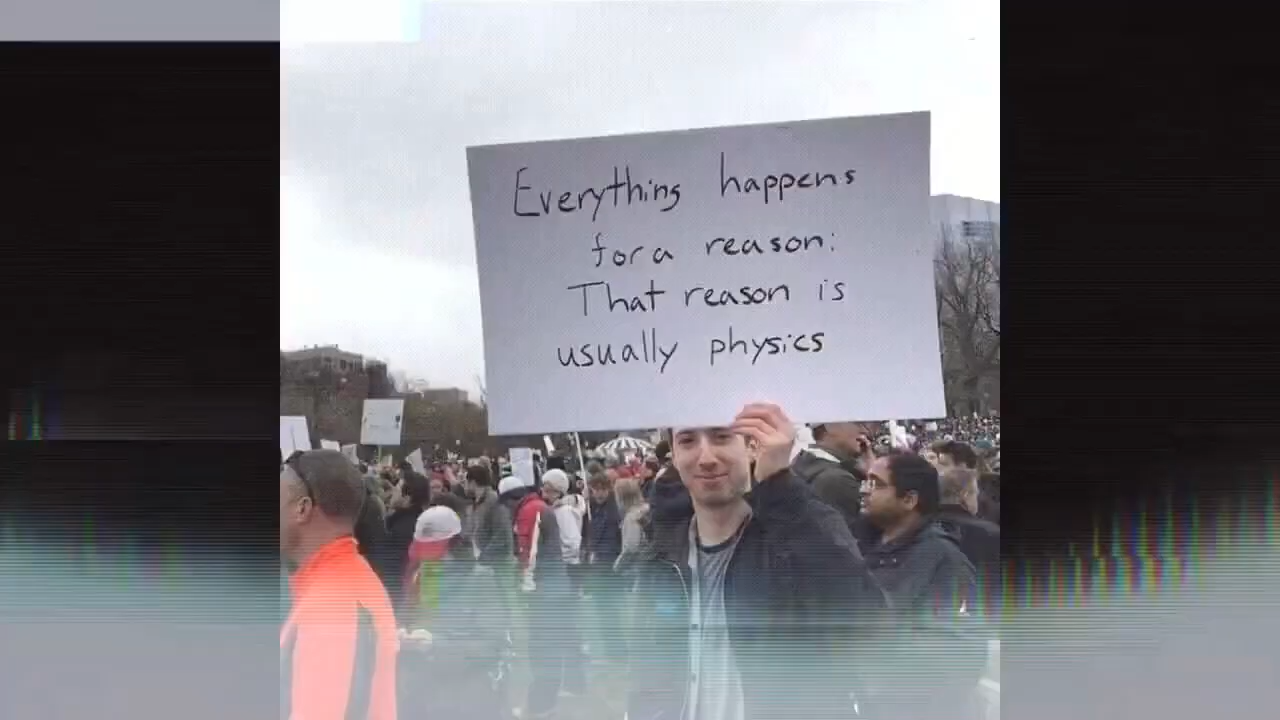 Everything happens
for a reason:
That reason is
usually physics